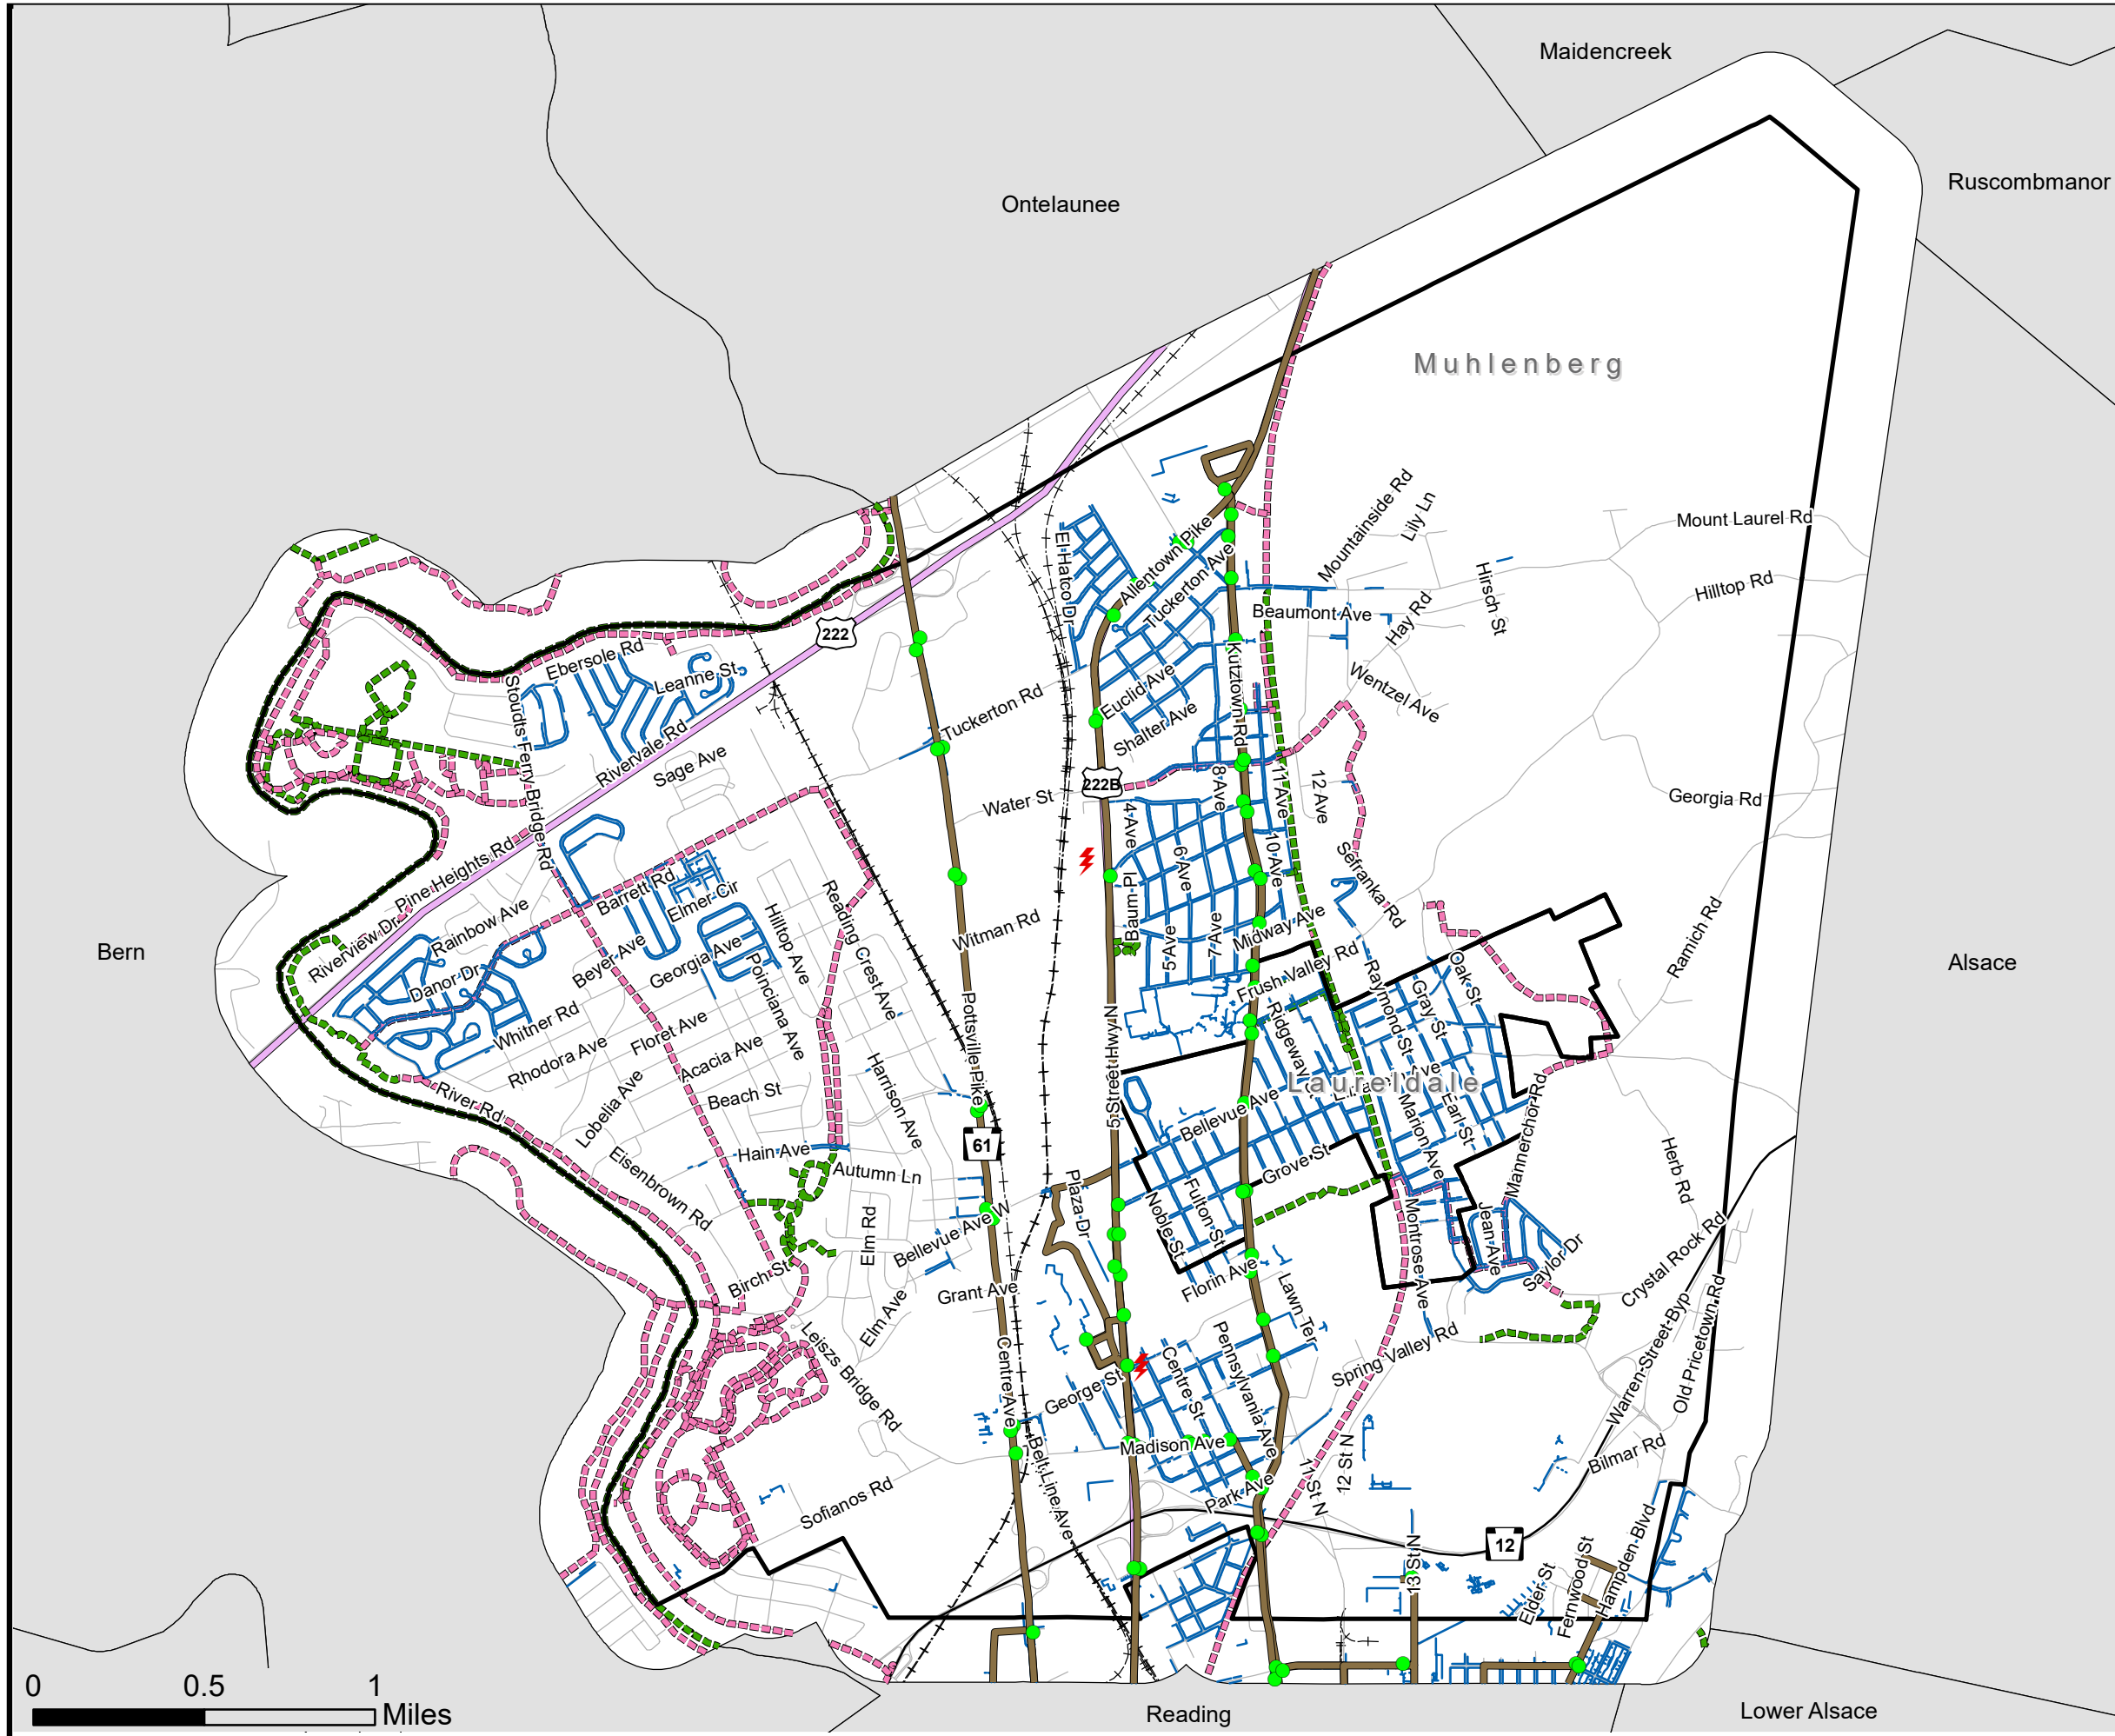 Maidencreek
Ruscombmanor
Ontelaunee
Muhlenberg
Mountainside Rd
Lily Ln
Mount Laurel Rd
Allentown Pike
El Hatco Dr
Tuckerton Ave
Hirsch St
Hilltop Rd
Beaumont Ave
Hay Rd
222
Ebersole Rd
Leanne St
Stoudts Ferry Bridge Rd
Kutztown Rd
Euclid Ave
Wentzel Ave
Tuckerton Rd
Shalter Ave
Rivervale Rd
Sage Ave
222B
8 Ave
11 Ave
12 Ave
Water St
4 Ave
Georgia Rd
Pine Heights Rd
6 Ave
10 Ave
Sefranka Rd
Barrett Rd
Elmer Cir
Baum Pl
Rainbow Ave
Reading Crest Ave
Hilltop Ave
Witman Rd
5 Ave
7 Ave
Midway Ave
Ramich Rd
Riverview Dr
Bern
Beyer Ave
Georgia Ave
Poinciana Ave
Frush Valley Rd
Oak St
Alsace
Danor Dr
Raymond St
Gray St
Whitner Rd
Floret Ave
Pottsville Pike
5 Street Hwy N
Rhodora Ave
Acacia Ave
Laureldale
River Rd
Lobelia Ave
Beach St
Harrison Ave
Bellevue Ave
Marion Ave
Earl St
Mannerchor Rd
61
Hain Ave
Eisenbrown Rd
Autumn Ln
Grove St
Herb Rd
Plaza Dr
Noble St
Fulton St
Montrose Ave
Jean Ave
Elm Rd
Bellevue Ave W
Saylor Dr
Crystal Rock Rd
Birch St
Grant Ave
Florin Ave
Lawn Ter
Elm Ave
Warren-Street-Byp
Old Pricetown Rd
Leiszs Bridge Rd
Centre Ave
George St
Centre St
Pennsylvania Ave
Spring Valley Rd
Madison Ave
12 St N
Bilmar Rd
Belt Line Ave
11 St N
Park Ave
Sofianos Rd
12
13 St N
Elder St
Fernwood St
Hampden Blvd
0 0.5 1
Miles
Reading
Lower Alsace